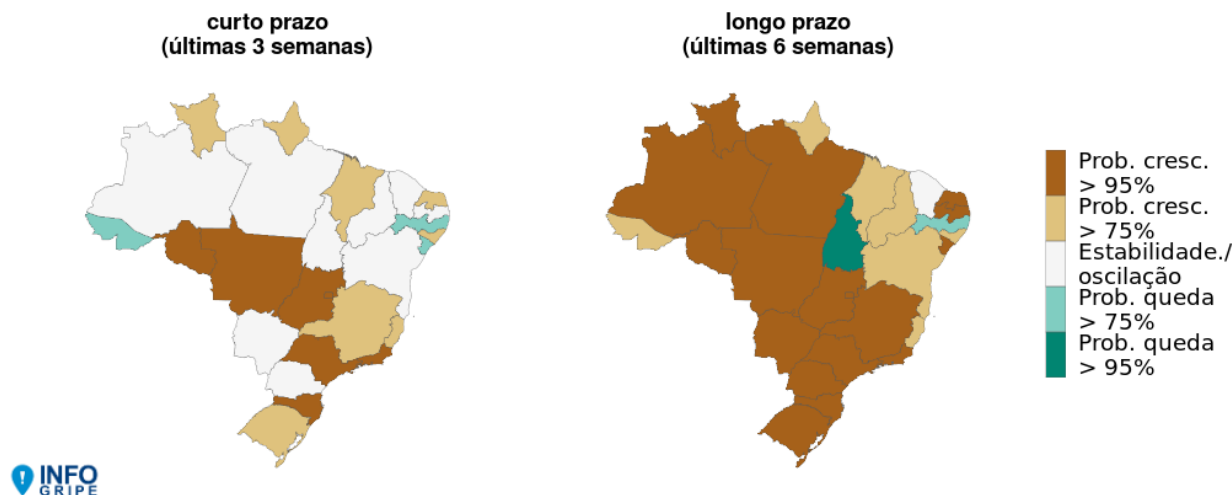 curto prazo
(últimas 3 semanas)
longo prazo
(últimas 6 semanas)
Prob. cresc.
> 95%
Prob. cresc.
> 75%
Estabilidade./
oscilação
Prob. queda
> 75%
Prob. queda
> 95%
INFO
GRIPE